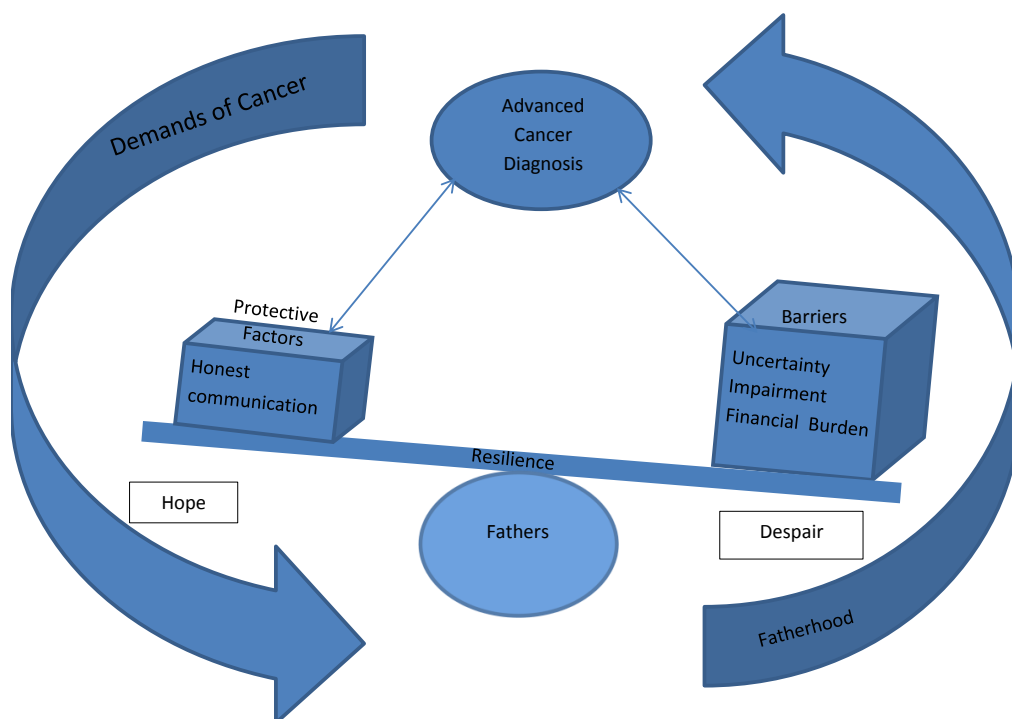 Demands of Cancer
Advanced
Cancer
Diagnosis
Protective
Factors
Honest
communication
Barriers
Uncertainty
Impairment
Financial Burden
Resilience
Hope
Fathers
Despair
Fatherhood